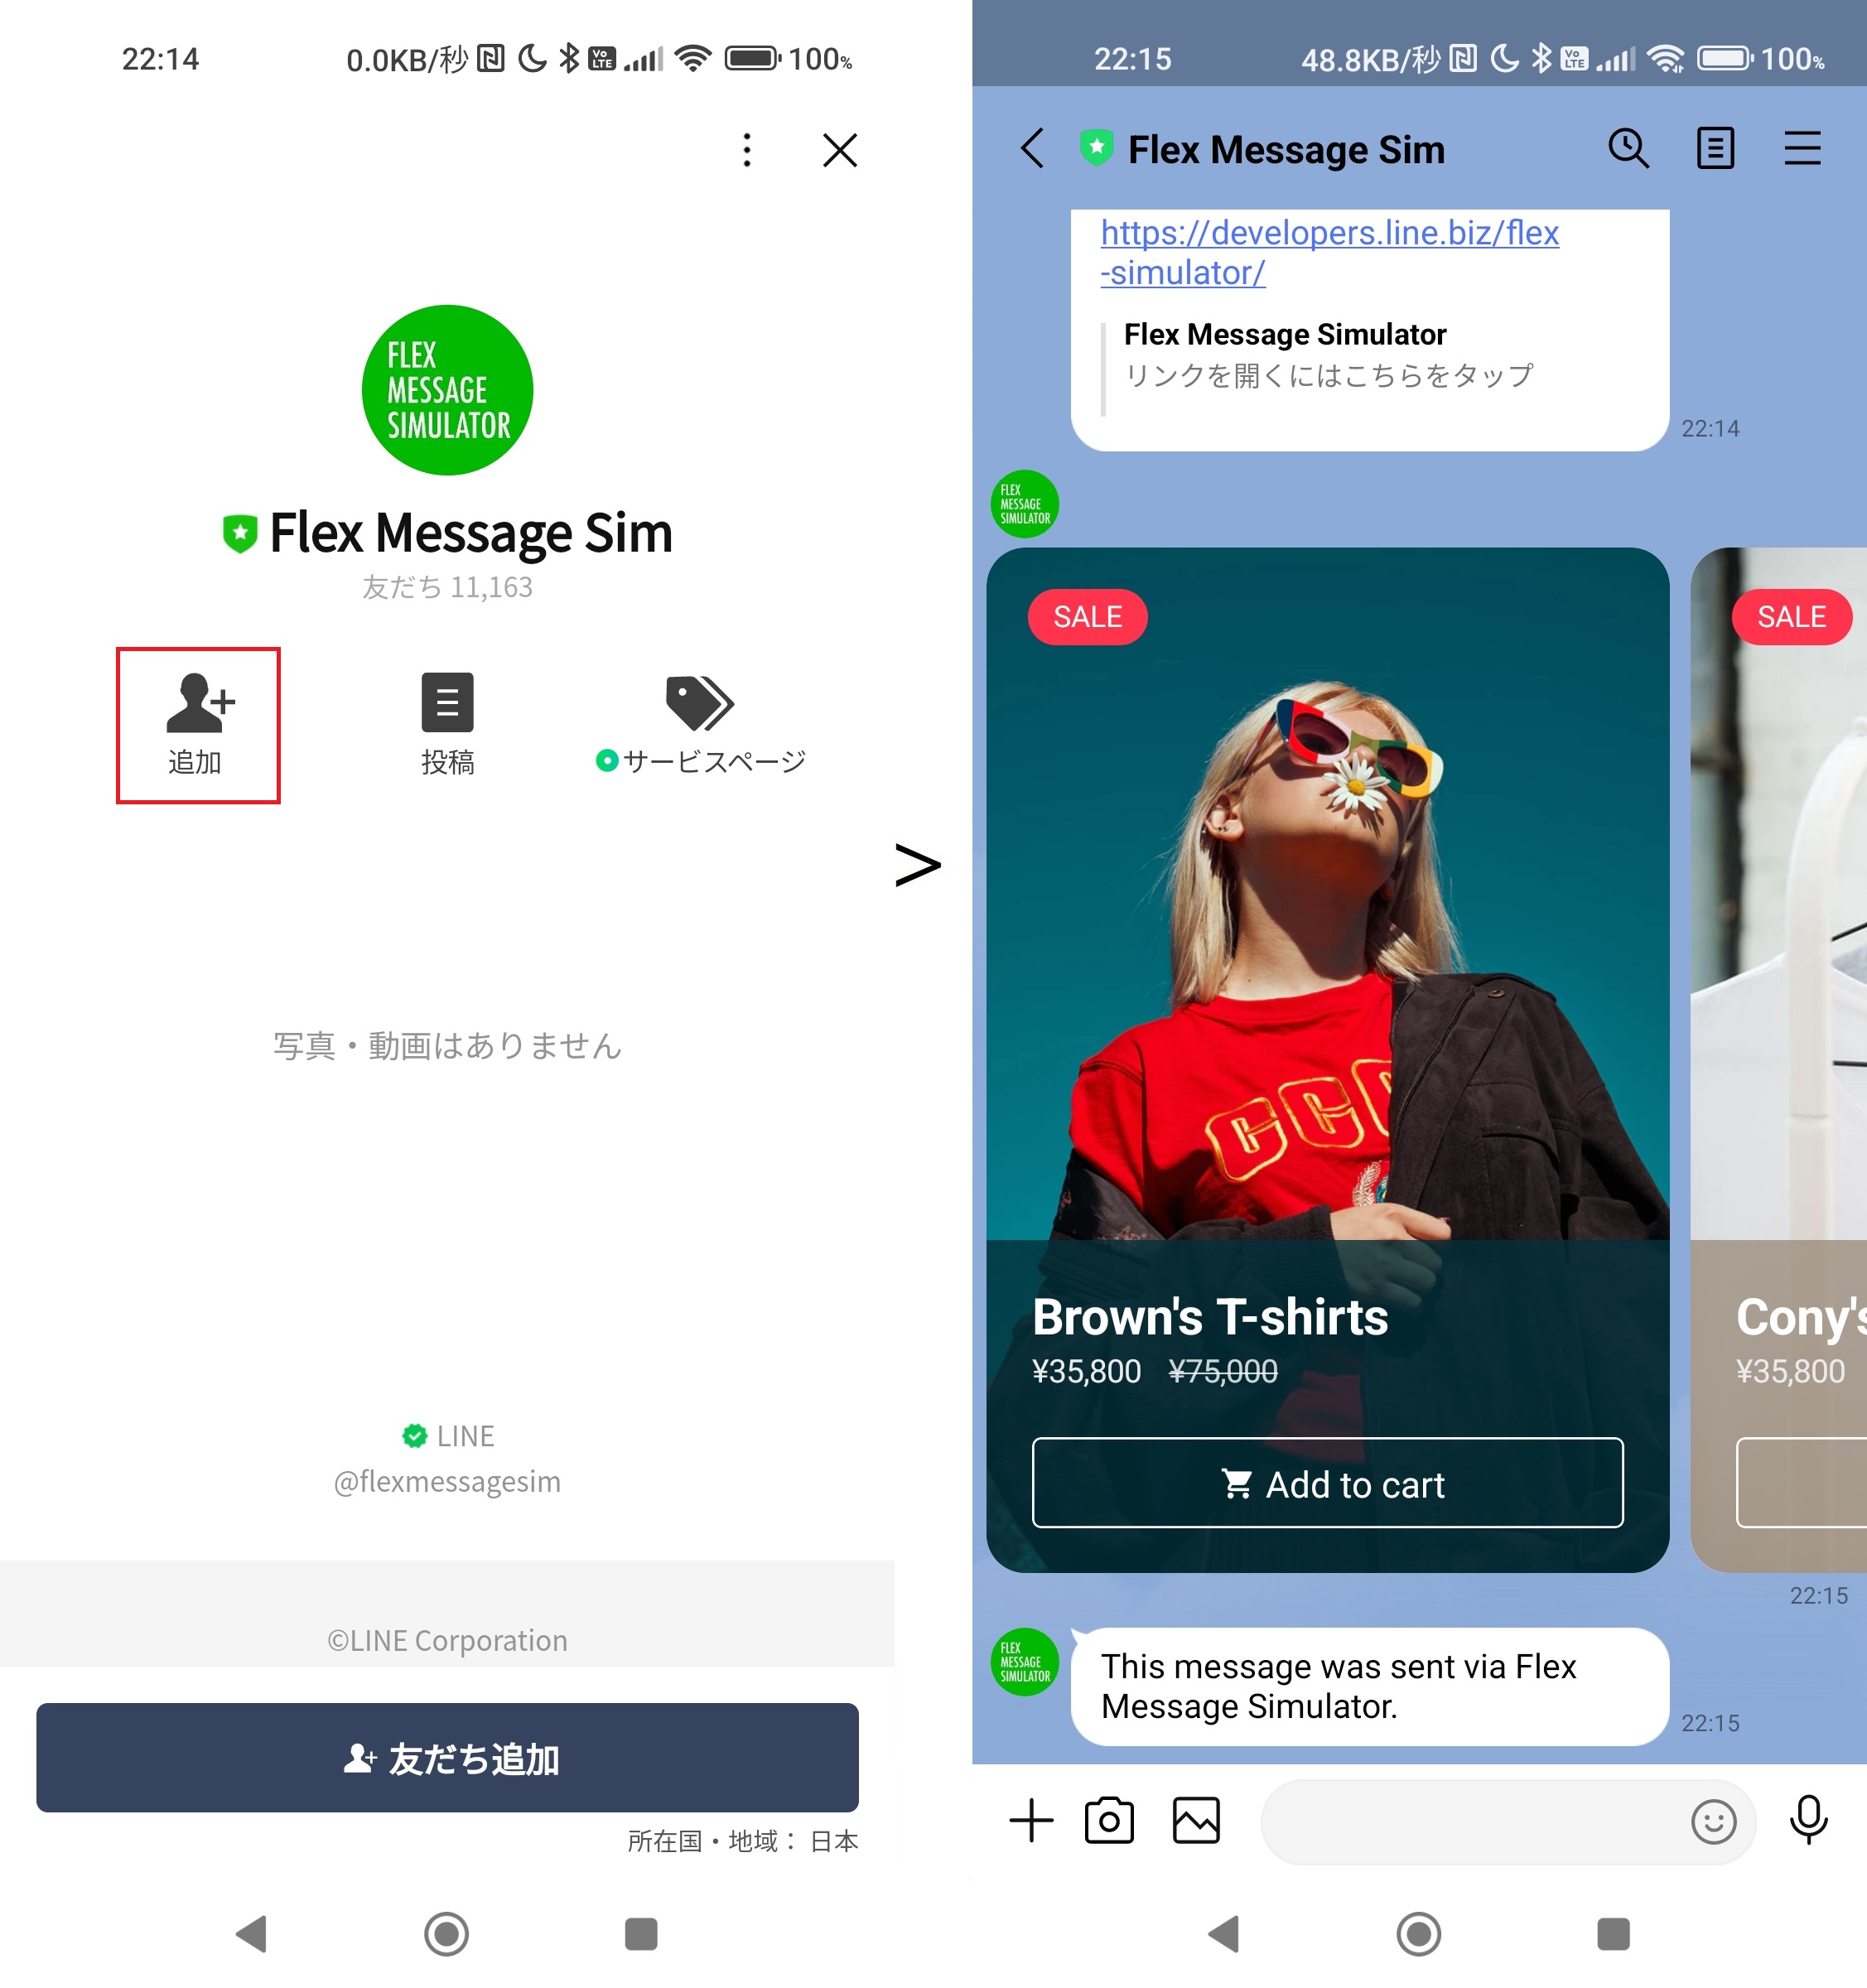 22:14
0.0KB/秒
Vo
LTE
100%
FLEX
MESSAGE
SIMULATOR
Flex Message Sim
友だち 11,163
追加
投稿
サービスページ
写真・動画はありません
LINE
@flexmessagesim
©LINE Corporation
友だち追加
所在国・地域： 日本
>
22:15
48.8KB/秒
Vo
LTE
100%
Flex Message Sim
https://developers.line.biz/flex
-simulator/
Flex Message Simulator
リンクを開くにはこちらをタップ
22:14
FLEX
MESSAGE
SIMULATOR
SALE
SALE
Brown's T-shirts
¥35,800 ¥75,000
Add to cart
Cony's
¥35,800
22:15
FLEX
MESSAGE
SIMULATOR
This message was sent via Flex
Message Simulator.
22:15